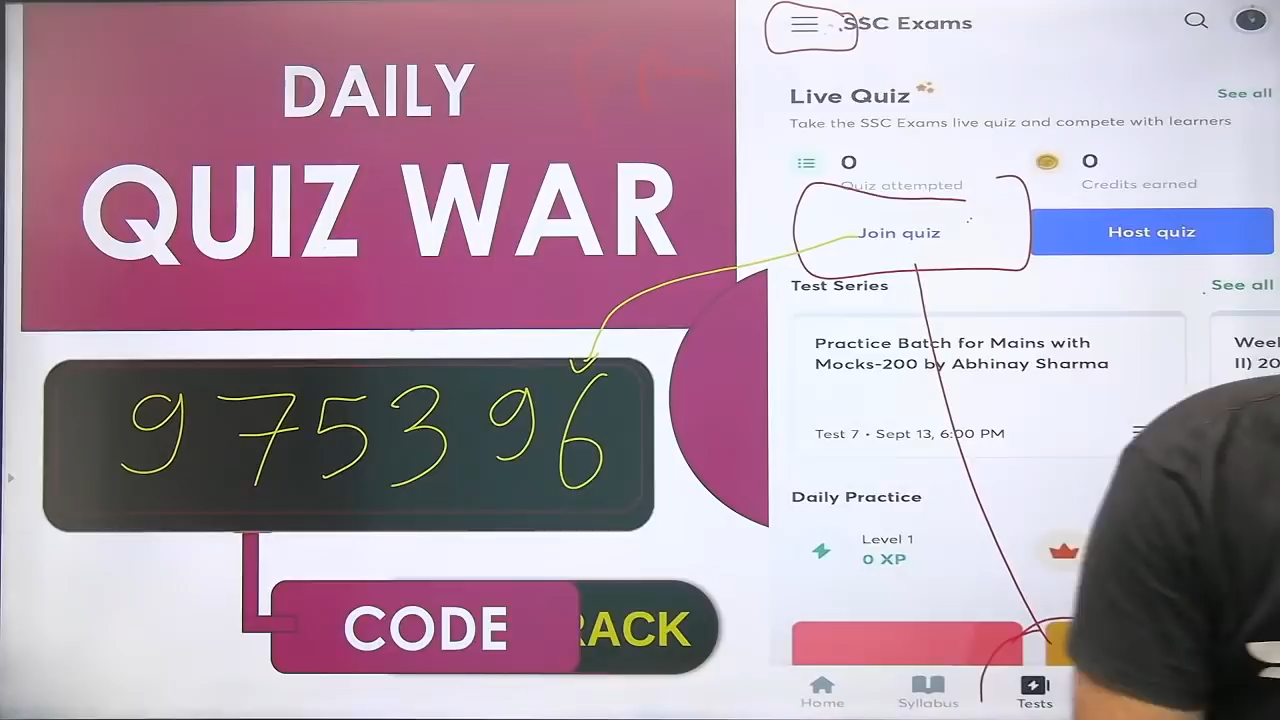 DAILY
QUIZ WAR
975396
CODE
RACK
SSC Exams
Live Quiz
See all
Take the SSC Exams live quiz and compete with learners
0
Quiz attempted
0
Credits earned
Join quiz
Host quiz
Test Series
See all
Practice Batch for Mains with
Mocks-200 by Abhinay Sharma
Test 7 • Sept 13, 6:00 PM
Week
II) 20
Daily Practice
Level 1
0 XP
Home
Syllabus
Tests